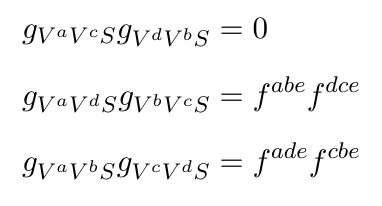 $g_{V^a V^c S} g_{V^d V^b S} = 0$
$g_{V^a V^d S} g_{V^b V^c S} = f^{abe} f^{dce}$
$g_{V^a V^b S} g_{V^c V^d S} = f^{ade} f^{cbe}$